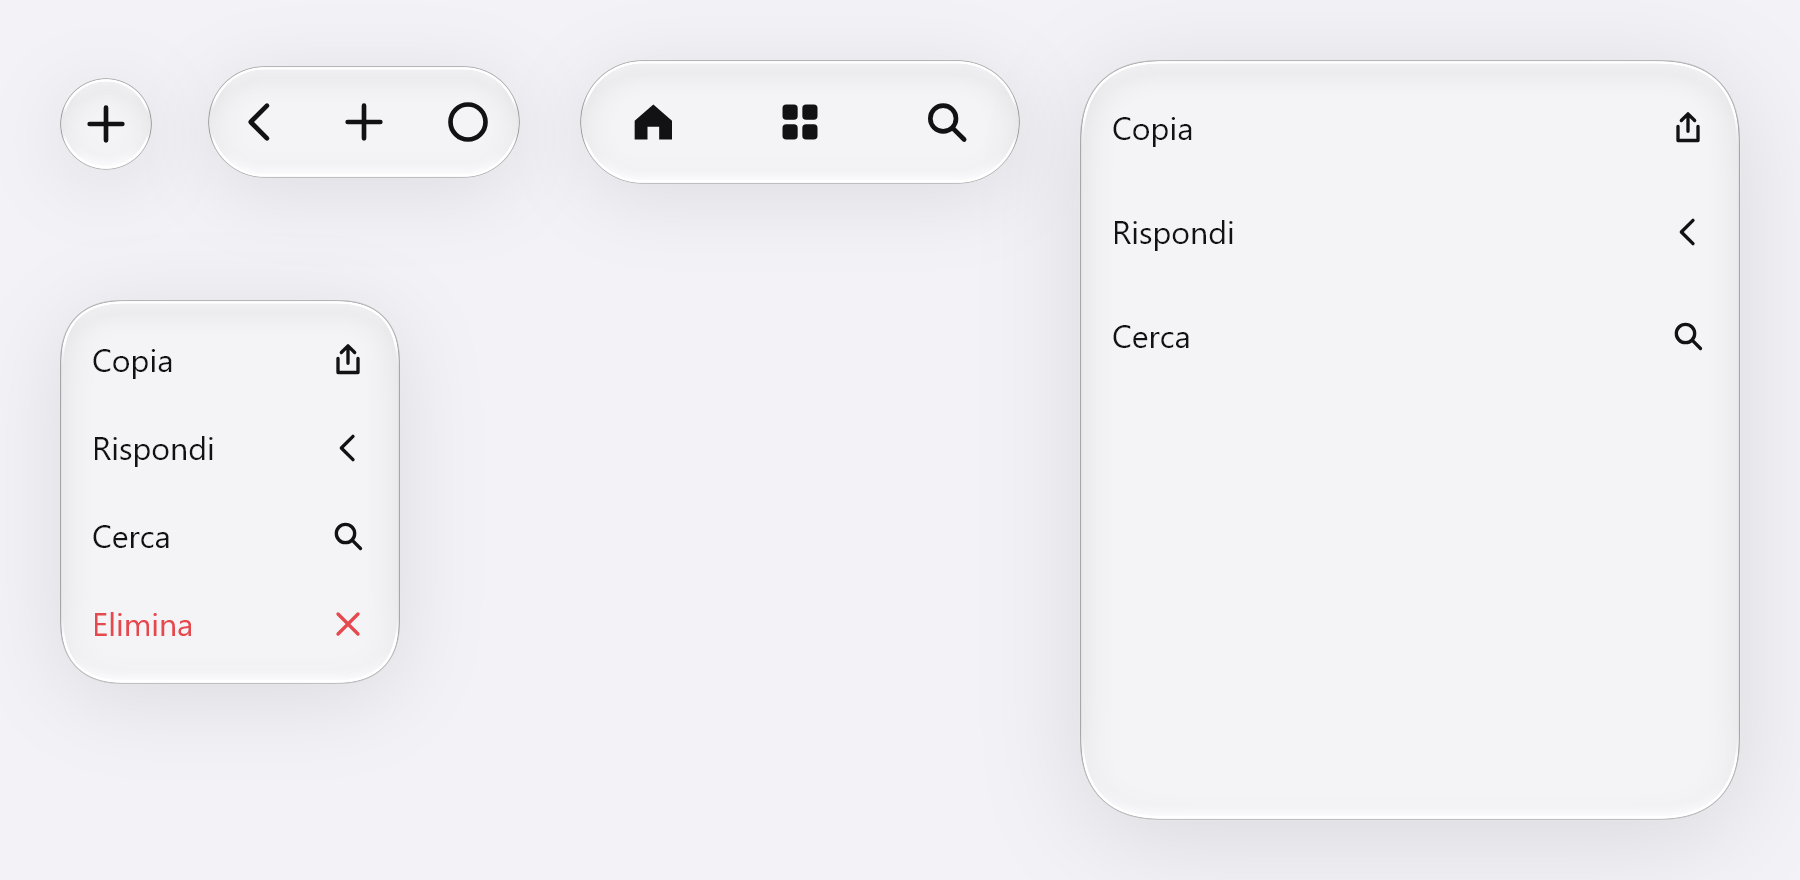 Copia
Rispondi
Cerca
Elimina
Copia
Rispondi
Cerca